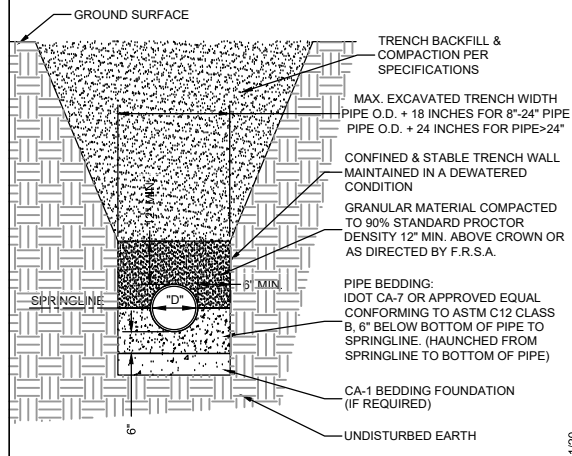 GROUND SURFACE
TRENCH BACKFILL &
COMPACTION PER
SPECIFICATIONS
MAX. EXCAVATED TRENCH WIDTH
PIPE O.D. + 18 INCHES FOR 8"-24" PIPE
PIPE O.D. + 24 INCHES FOR PIPE>24"
CONFINED & STABLE TRENCH WALL
MAINTAINED IN A DEWATERED
CONDITION
12" MIN.
GRANULAR MATERIAL COMPACTED
TO 90% STANDARD PROCTOR
DENSITY 12" MIN. ABOVE CROWN OR
AS DIRECTED BY F.R.S.A.
6" MIN.
SPRINGLINE
"D"
PIPE BEDDING:
IDOT CA-7 OR APPROVED EQUAL
CONFORMING TO ASTM C12 CLASS
B, 6" BELOW BOTTOM OF PIPE TO
SPRINGLINE. (HAUNCHED FROM
SPRINGLINE TO BOTTOM OF PIPE)
CA-1 BEDDING FOUNDATION
(IF REQUIRED)
6"
UNDISTURBED EARTH